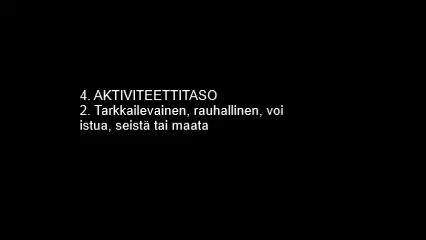 4. AKTIVITEETTITASO
2. Tarkkailevainen, rauhallinen, voi
istua, seistä tai maata